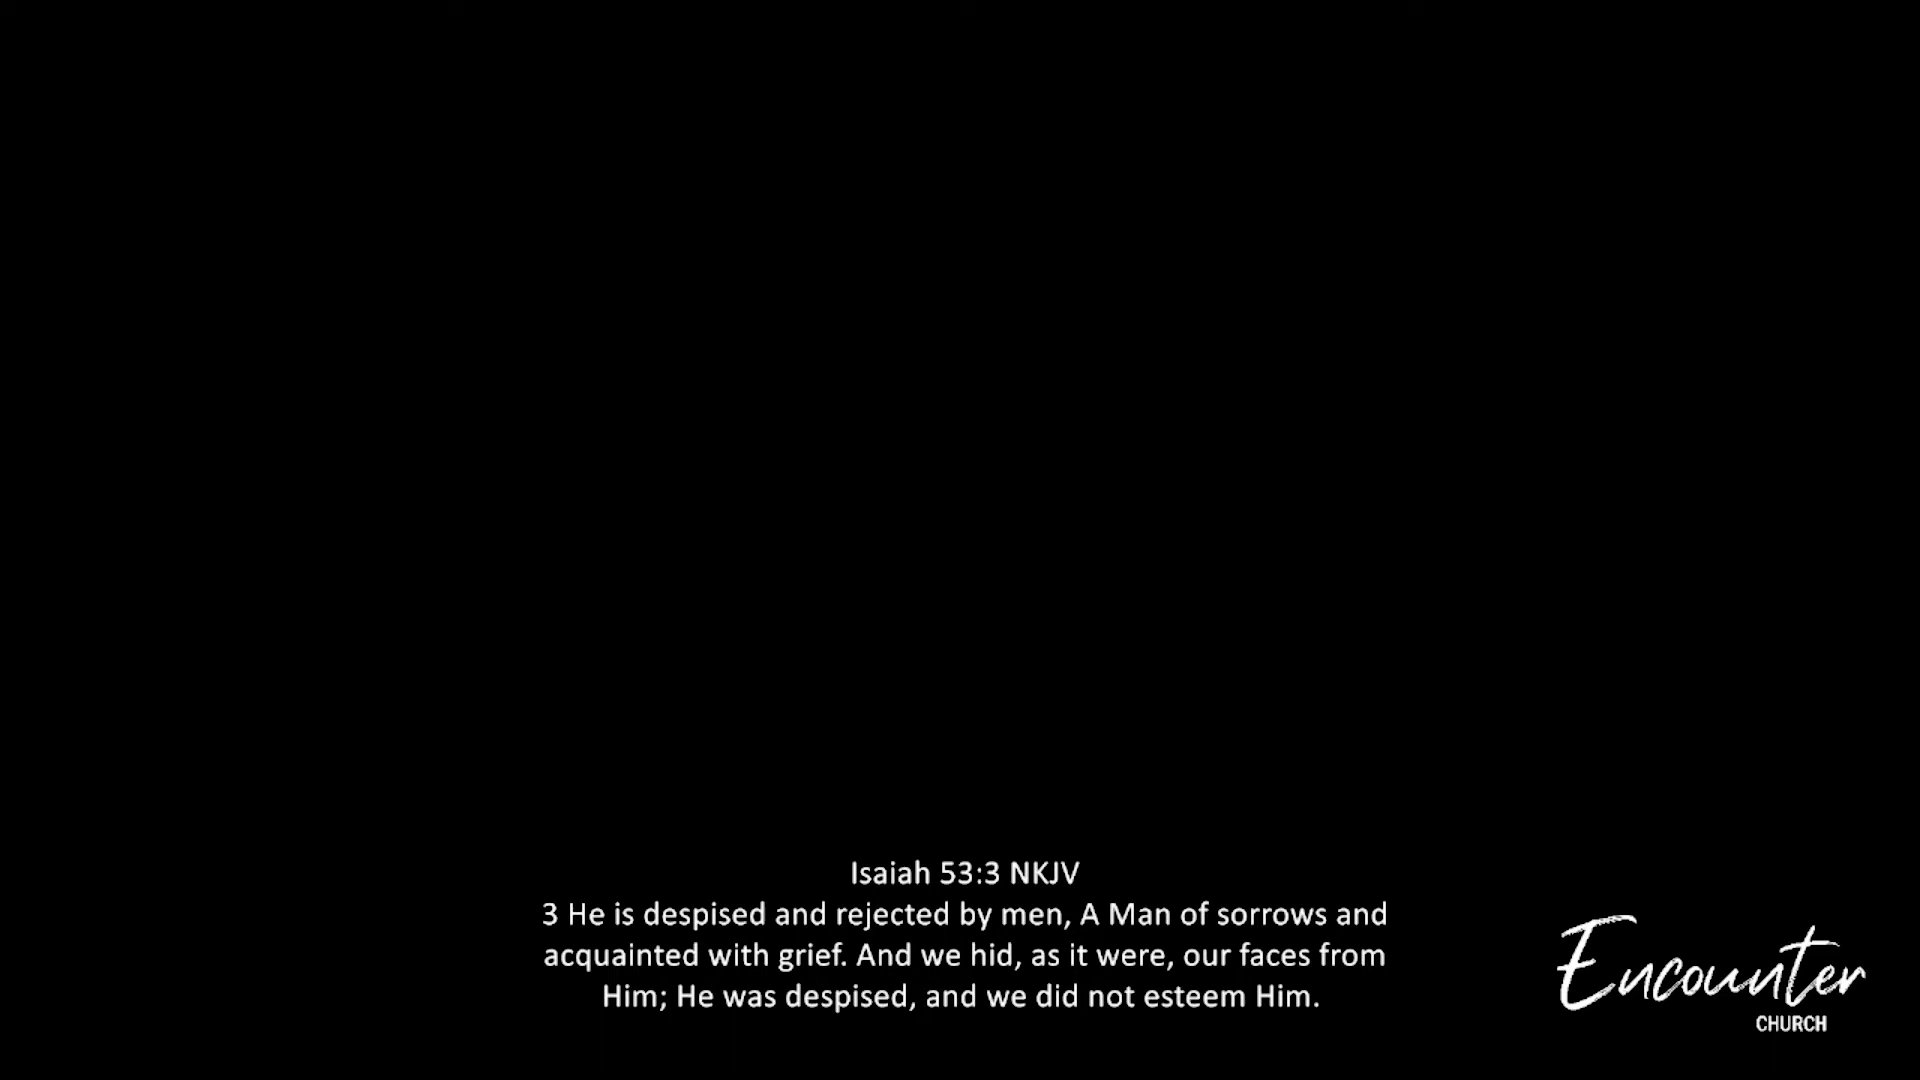 Isaiah 53:3 NKJV
3 He is despised and rejected by men, A Man of sorrows and
acquainted with grief. And we hid, as it were, our faces from
Him; He was despised, and we did not esteem Him.
Encounter
CHURCH